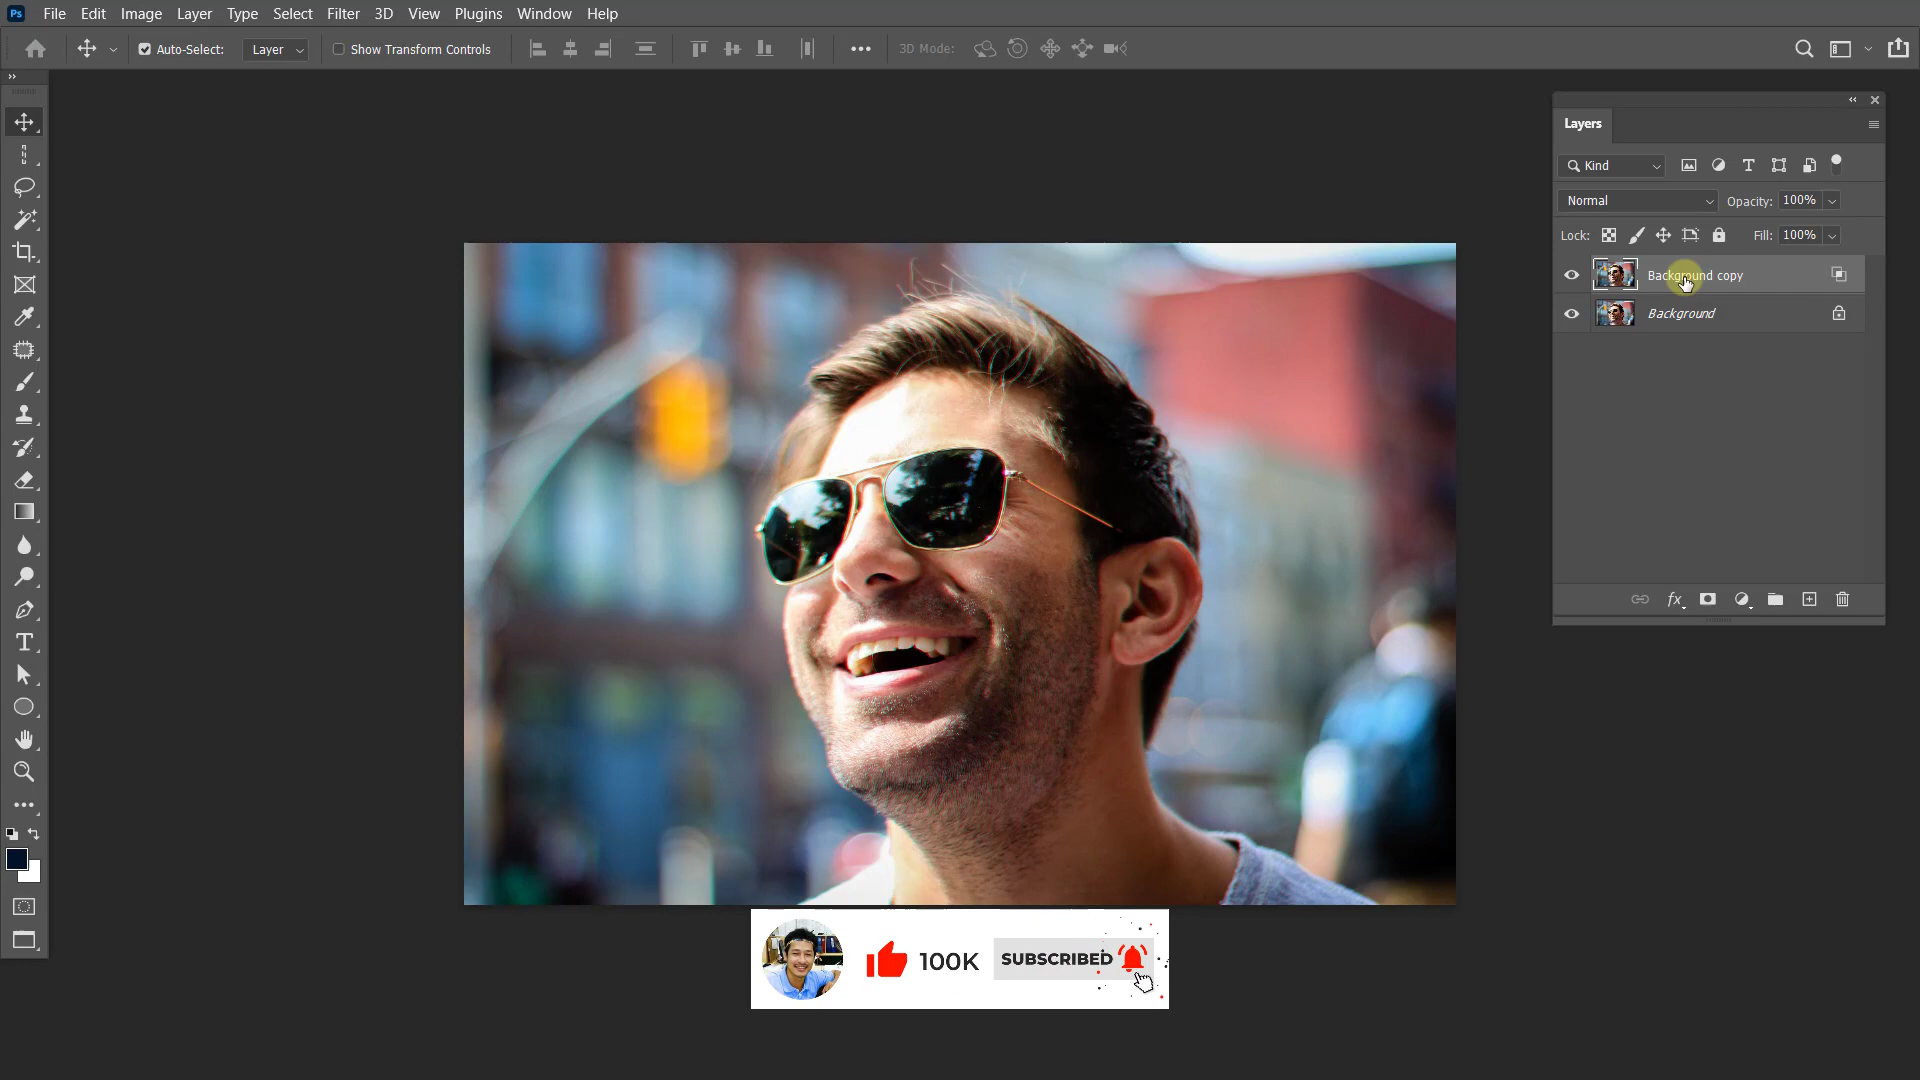 Ps File Edit Image Layer Type Select Filter 3D View Plugins Window Help
Auto-Select: Layer Show Transform Controls 3D Mode:
Layers
Kind
Normal Opacity: 100%
Lock: Fill: 100%
Background copy
Background
fx
100K SUBSCRIBED